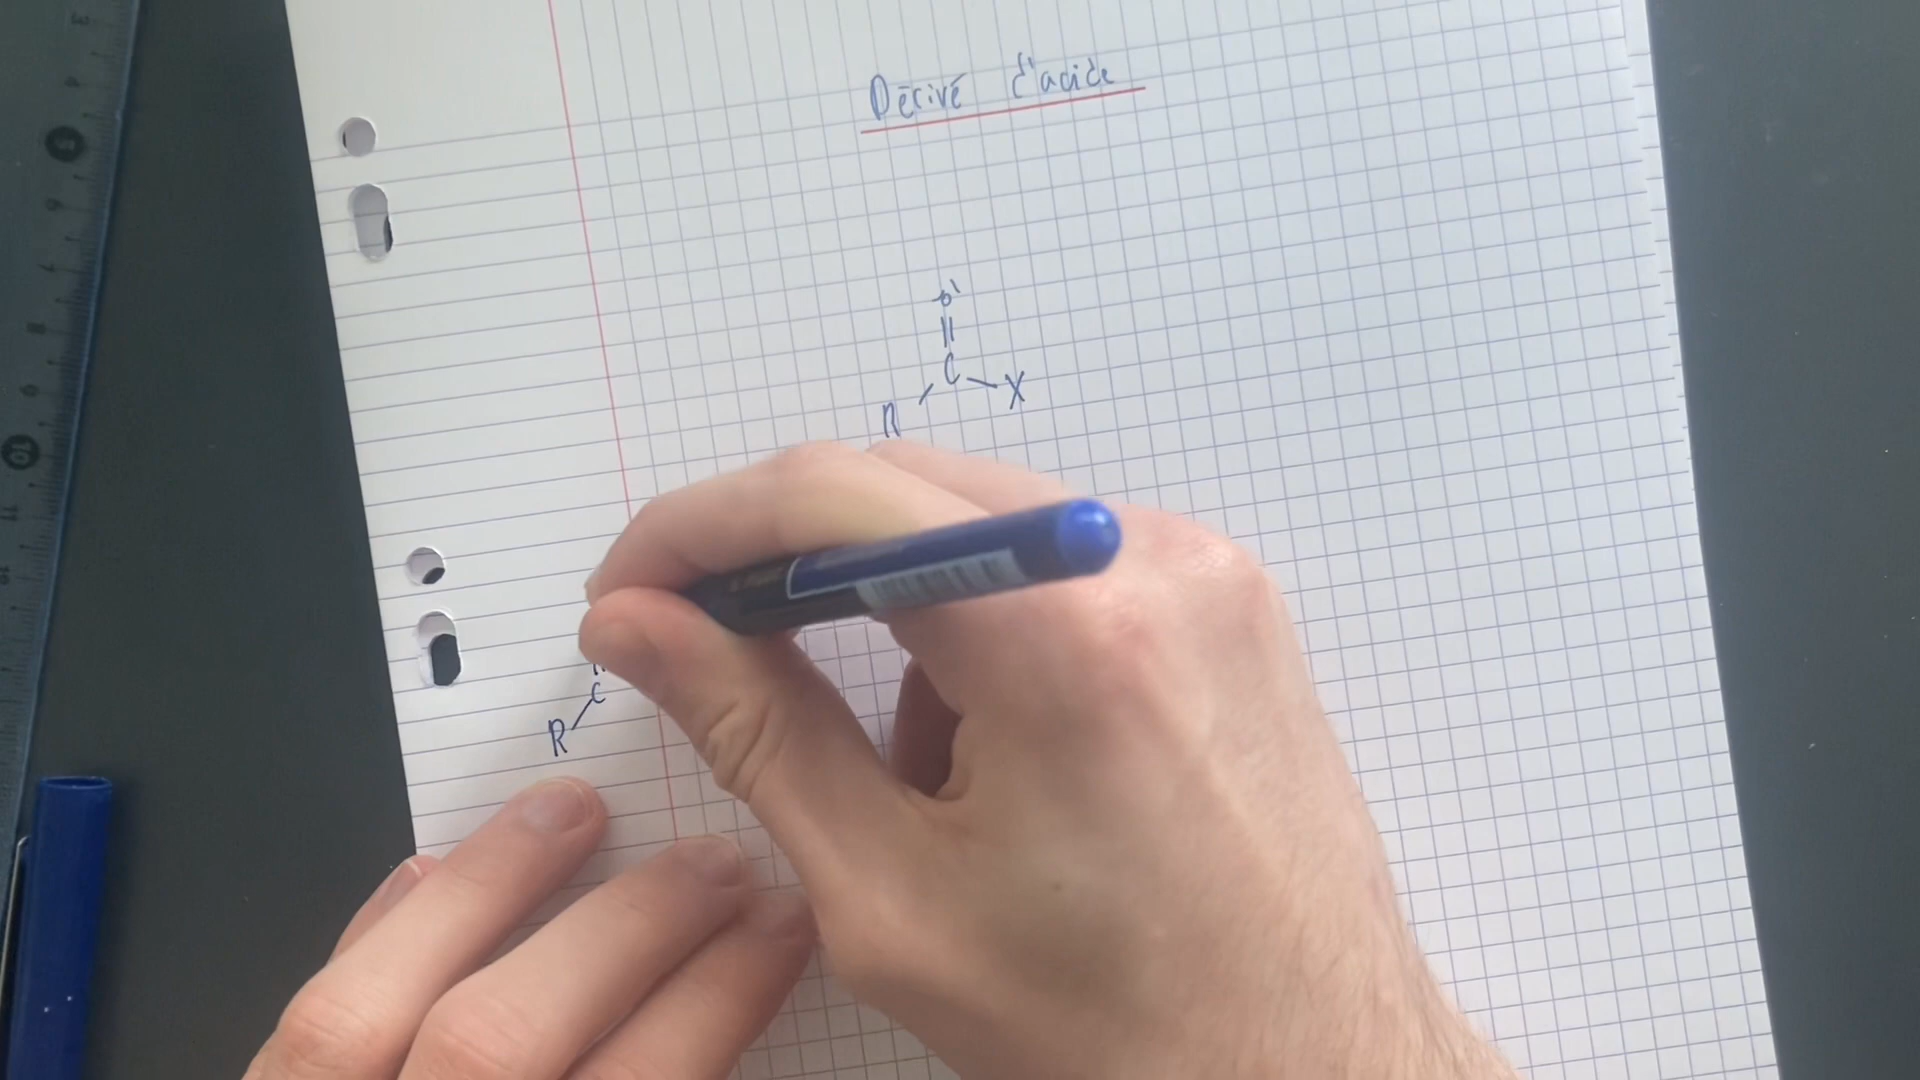 Dérivé d'acide
O
||
C
R X
C
R